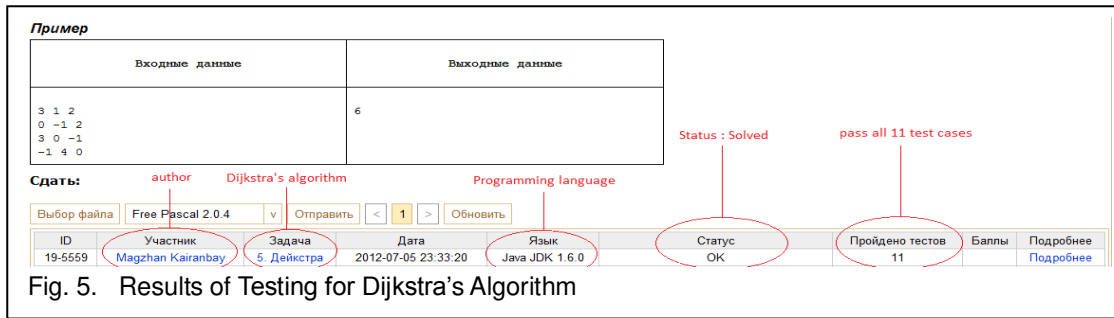 Пример
Входные данные Выходные данные
3 1 2 6
0 -1 2
3 0 -1
-1 4 0
Status : Solved pass all 11 test cases
Сдать: author Dijkstra's algorithm Programming language
Выбор файла Free Pascal 2.0.4 v Отправить < 1 > Обновить
ID Участник Задача Дата Язык Статус Пройдено тестов Баллы Подробнее
19-5559 Magzhan Kairanbay 5. Дейкстра 2012-07-05 23:33:20 Java JDK 1.6.0 OK 11 Подробнее
Fig. 5. Results of Testing for Dijkstra’s Algorithm